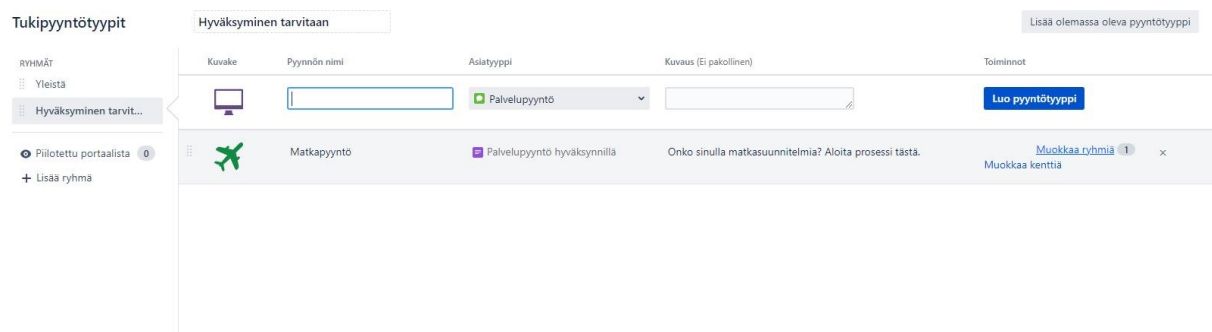 Tukipyyntötyypit
Hyväksyminen tarvitaan
Lisää olemassa oleva pyyntötyyppi
RYHMÄT
Yleistä
Hyväksyminen tarvit...
Piilotettu portaalista 0
+ Lisää ryhmä
Kuvake Pyynnön nimi Asiatyyppi Kuvaus (Ei pakollinen) Toiminnot
Palvelupyyntö Luo pyyntötyyppi
Matkapyyntö Palvelupyyntö hyväksynnillä Onko sinulla matkasuunnitelmia? Aloita prosessi tästä. Muokkaa ryhmiä 1 ×
Muokkaa kenttiä